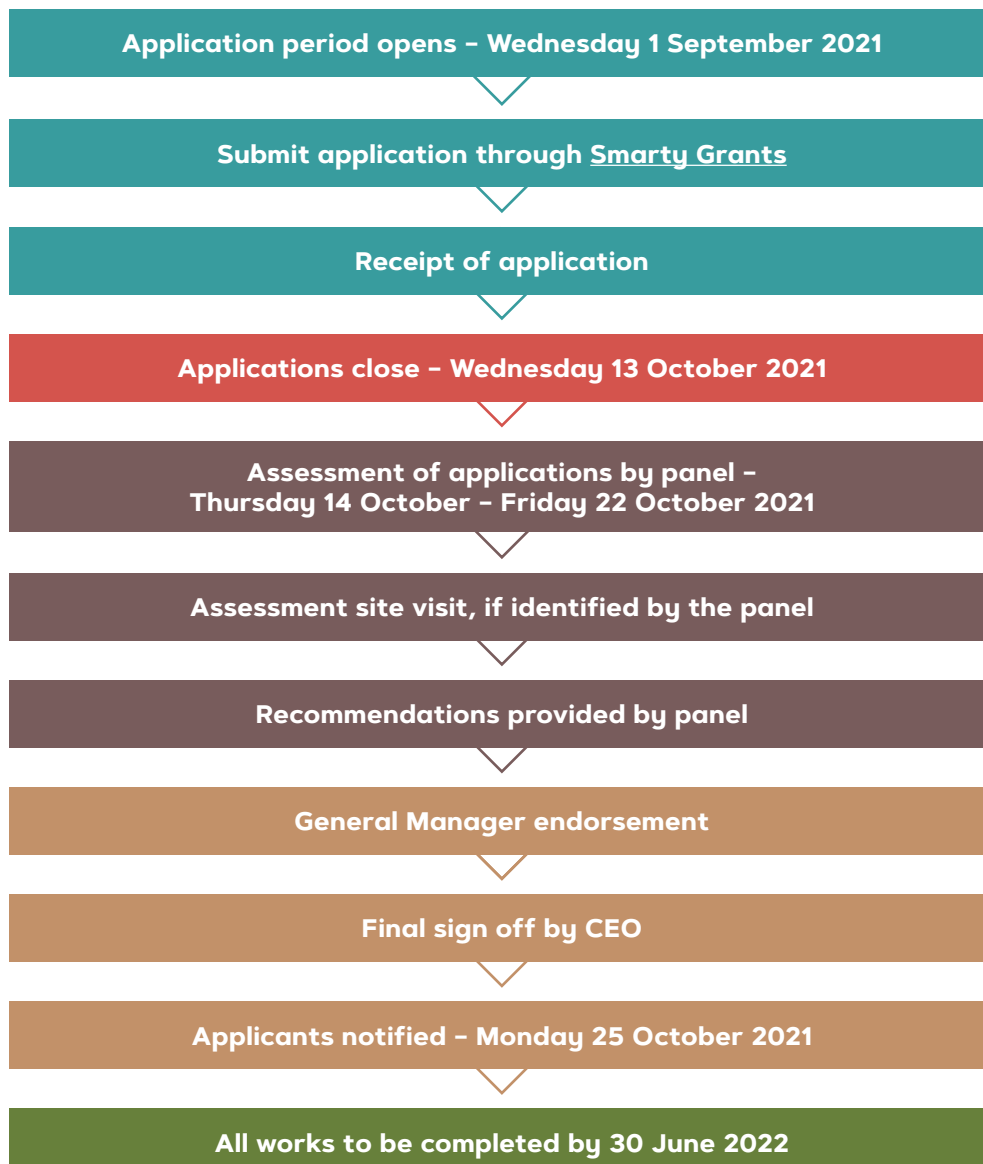 Application period opens – Wednesday 1 September 2021
Submit application through Smarty Grants
Receipt of application
Applications close – Wednesday 13 October 2021
Assessment of applications by panel –
Thursday 14 October – Friday 22 October 2021
Assessment site visit, if identified by the panel
Recommendations provided by panel
General Manager endorsement
Final sign off by CEO
Applicants notified – Monday 25 October 2021
All works to be completed by 30 June 2022